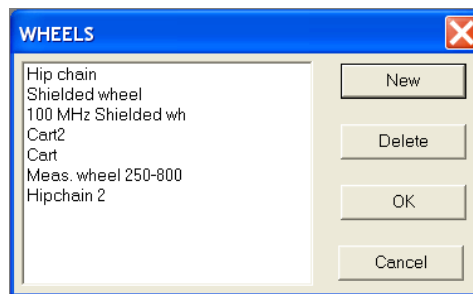 WHEELS
Hip chain
Shielded wheel
100 MHz Shielded wh
Cart2
Cart
Meas. wheel 250-800
Hipchain 2
New
Delete
OK
Cancel